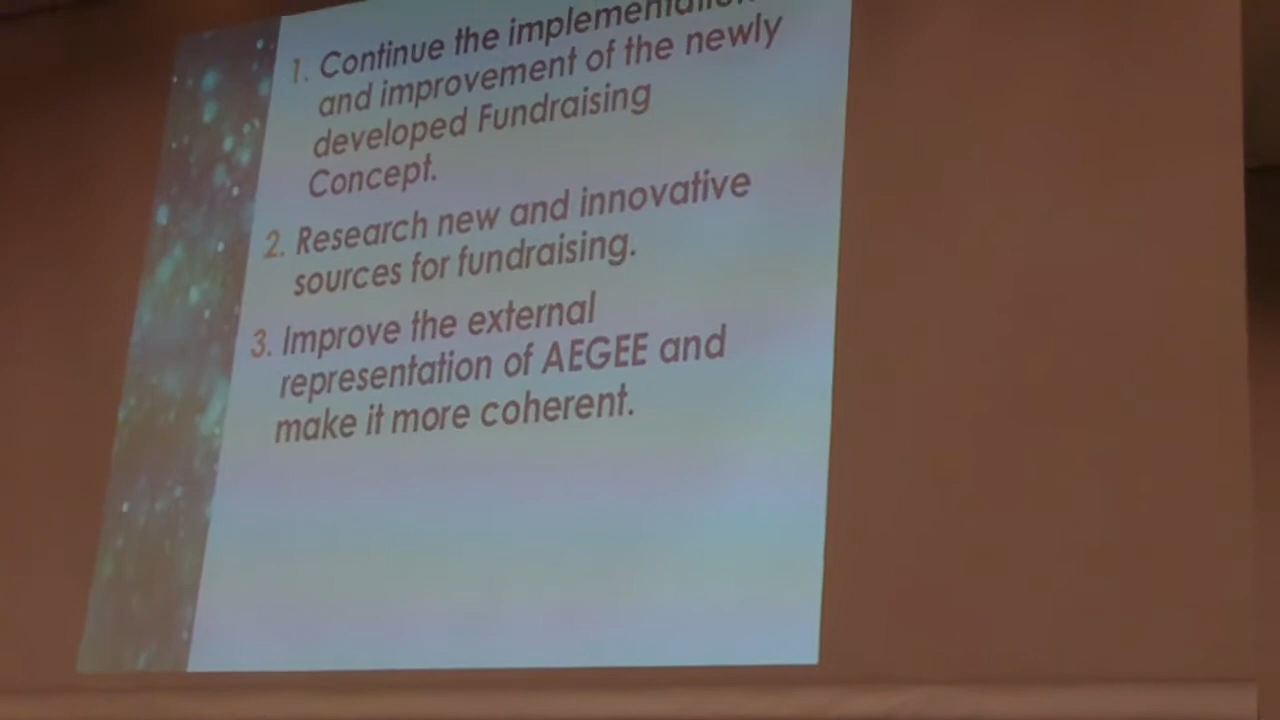 1. Continue the implementation
and improvement of the newly
developed Fundraising
Concept.
2. Research new and innovative
sources for fundraising.
3. Improve the external
representation of AEGEE and
make it more coherent.